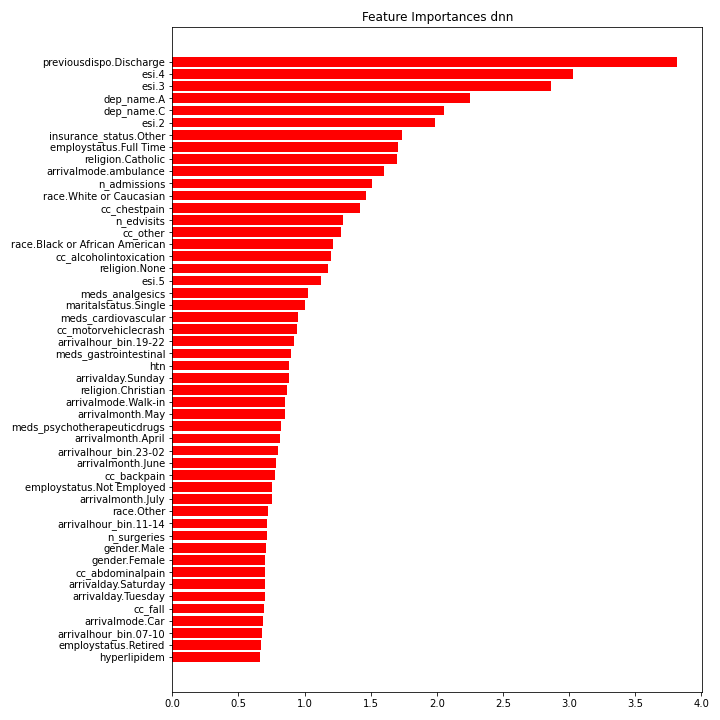 Feature Importances dnn
previousdispo.Discharge
esi.4
esi.3
dep_name.A
dep_name.C
esi.2
insurance_status.Other
employstatus.Full Time
religion.Catholic
arrivalmode.ambulance
n_admissions
race.White or Caucasian
cc_chestpain
n_edvisits
cc_other
race.Black or African American
cc_alcoholintoxication
religion.None
esi.5
meds_analgesics
maritalstatus.Single
meds_cardiovascular
cc_motorvehiclecrash
arrivalhour_bin.19-22
meds_gastrointestinal
htn
arrivalday.Sunday
religion.Christian
arrivalmode.Walk-in
arrivalmonth.May
meds_psychotherapeuticdrugs
arrivalmonth.April
arrivalhour_bin.23-02
arrivalmonth.June
cc_backpain
employstatus.Not Employed
arrivalmonth.July
race.Other
arrivalhour_bin.11-14
n_surgeries
gender.Male
gender.Female
cc_abdominalpain
arrivalday.Saturday
arrivalday.Tuesday
cc_fall
arrivalmode.Car
arrivalhour_bin.07-10
employstatus.Retired
hyperlipidem
0.0 0.5 1.0 1.5 2.0 2.5 3.0 3.5 4.0